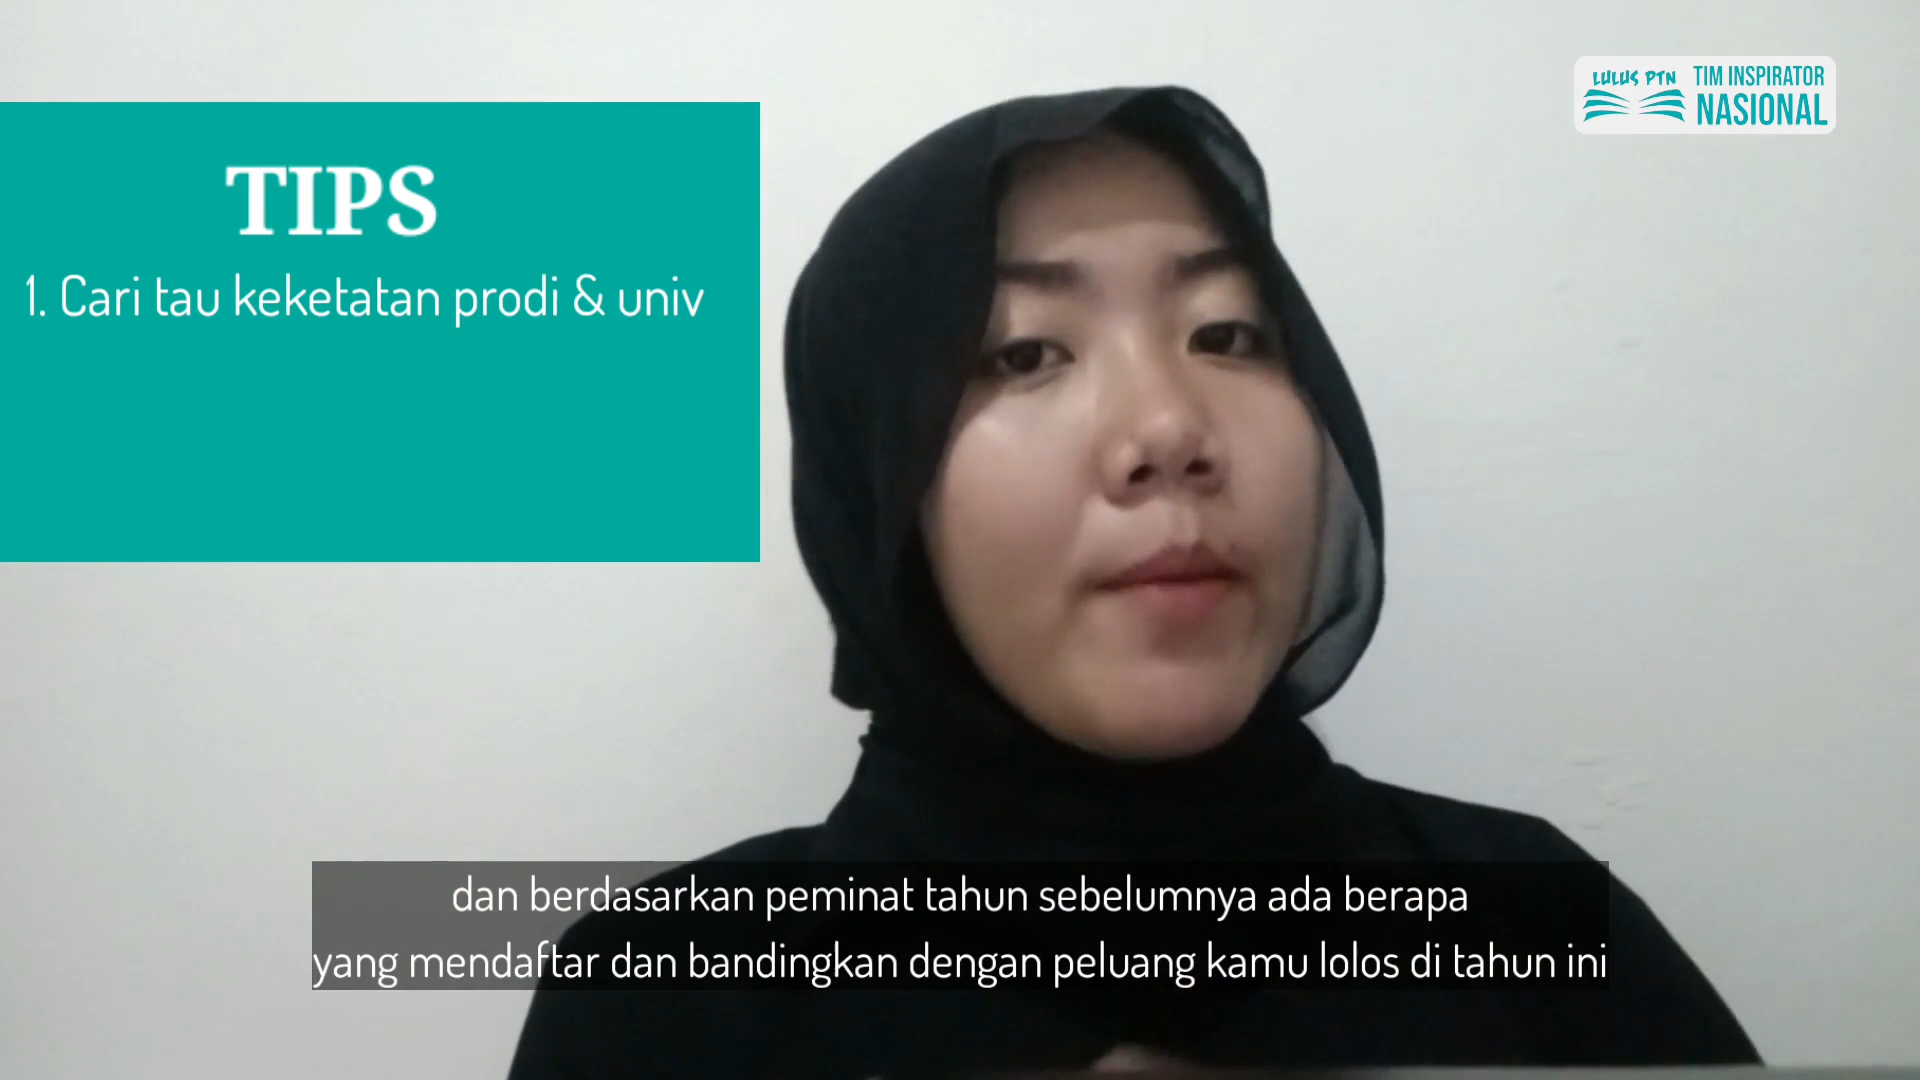 LULUS PTN
TIM INSPIRATOR
NASIONAL
TIPS
1. Cari tau keketatan prodi & univ
dan berdasarkan peminat tahun sebelumnya ada berapa
yang mendaftar dan bandingkan dengan peluang kamu lolos di tahun ini